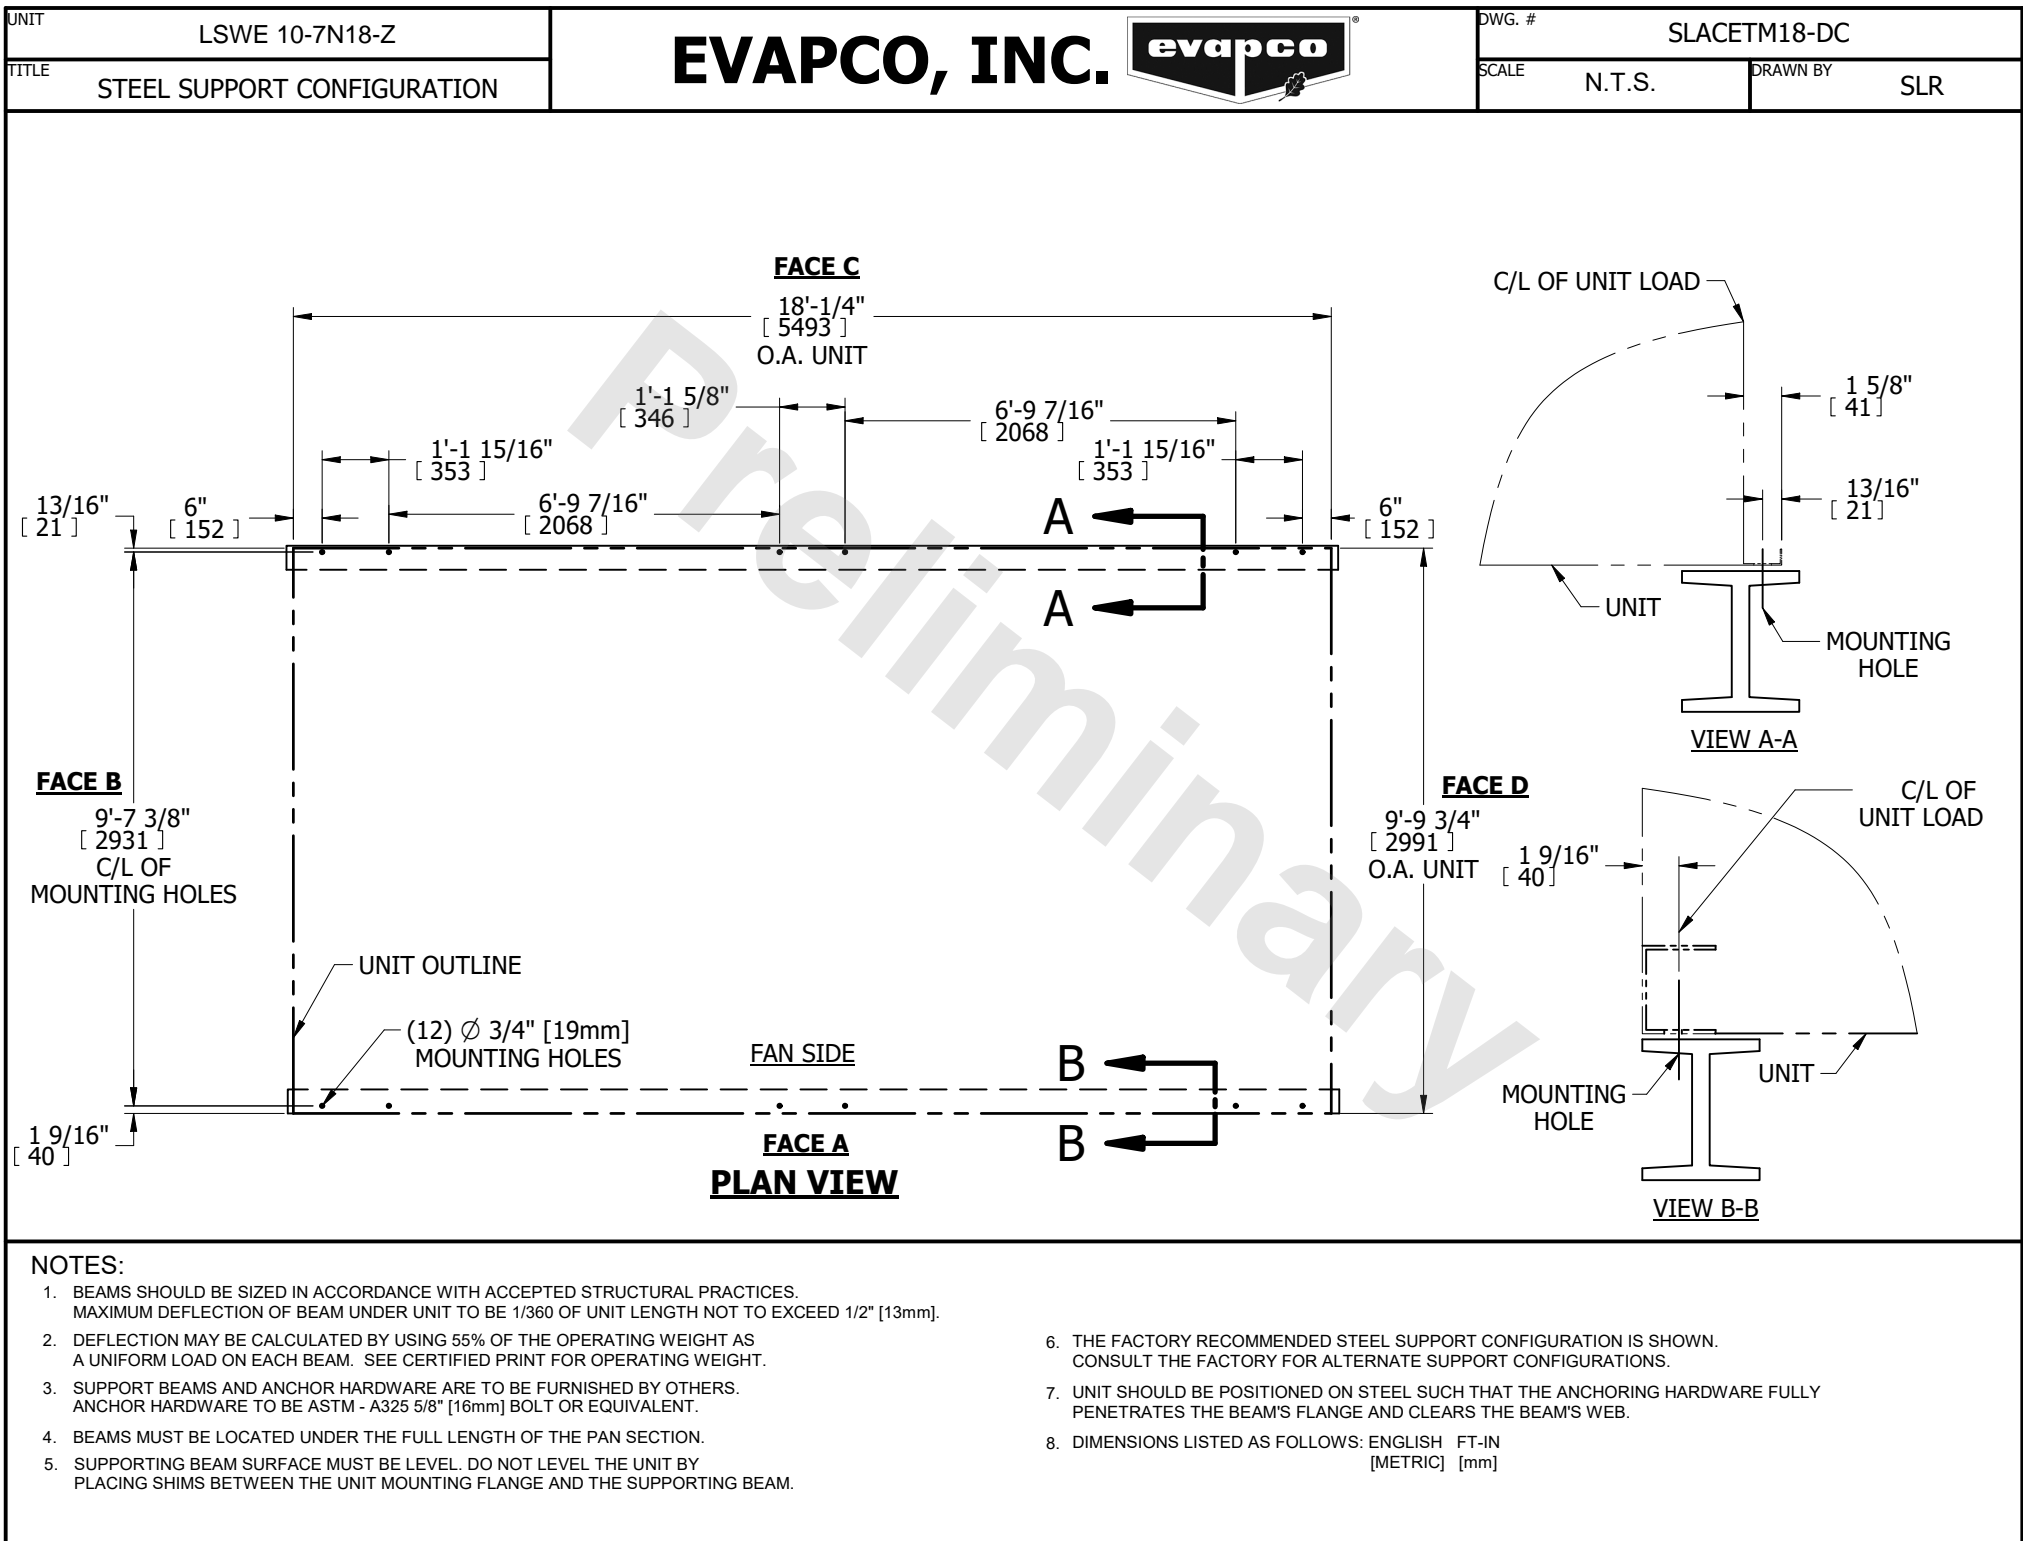 UNIT
LSWE 10-7N18-Z
TITLE
STEEL SUPPORT CONFIGURATION
EVAPCO, INC.
evapco
®
DWG. #
SLACETM18-DC
SCALE
N.T.S.
DRAWN BY
SLR
FACE C
18'-1/4"
[ 5493 ]
O.A. UNIT
1'-1 5/8"
[ 346 ]
6'-9 7/16"
[ 2068 ]
1'-1 15/16"
[ 353 ]
1'-1 15/16"
[ 353 ]
13/16"
[ 21 ]
6"
[ 152 ]
6'-9 7/16"
[ 2068 ]
6"
[ 152 ]
A
A
FACE B
9'-7 3/8"
[ 2931 ]
C/L OF
MOUNTING HOLES
FACE D
9'-9 3/4"
[ 2991 ]
O.A. UNIT
UNIT OUTLINE
(12) Ø 3/4" [19mm]
MOUNTING HOLES
FAN SIDE
B
B
1 9/16"
[ 40 ]
FACE A
PLAN VIEW
C/L OF UNIT LOAD
1 5/8"
[ 41 ]
13/16"
[ 21 ]
UNIT
MOUNTING
HOLE
VIEW A-A
C/L OF
UNIT LOAD
1 9/16"
[ 40 ]
UNIT
MOUNTING
HOLE
VIEW B-B
Preliminary
NOTES:
1. BEAMS SHOULD BE SIZED IN ACCORDANCE WITH ACCEPTED STRUCTURAL PRACTICES.
MAXIMUM DEFLECTION OF BEAM UNDER UNIT TO BE 1/360 OF UNIT LENGTH NOT TO EXCEED 1/2" [13mm].
2. DEFLECTION MAY BE CALCULATED BY USING 55% OF THE OPERATING WEIGHT AS
A UNIFORM LOAD ON EACH BEAM. SEE CERTIFIED PRINT FOR OPERATING WEIGHT.
3. SUPPORT BEAMS AND ANCHOR HARDWARE ARE TO BE FURNISHED BY OTHERS.
ANCHOR HARDWARE TO BE ASTM - A325 5/8" [16mm] BOLT OR EQUIVALENT.
4. BEAMS MUST BE LOCATED UNDER THE FULL LENGTH OF THE PAN SECTION.
5. SUPPORTING BEAM SURFACE MUST BE LEVEL. DO NOT LEVEL THE UNIT BY
PLACING SHIMS BETWEEN THE UNIT MOUNTING FLANGE AND THE SUPPORTING BEAM.
6. THE FACTORY RECOMMENDED STEEL SUPPORT CONFIGURATION IS SHOWN.
CONSULT THE FACTORY FOR ALTERNATE SUPPORT CONFIGURATIONS.
7. UNIT SHOULD BE POSITIONED ON STEEL SUCH THAT THE ANCHORING HARDWARE FULLY
PENETRATES THE BEAM'S FLANGE AND CLEARS THE BEAM'S WEB.
8. DIMENSIONS LISTED AS FOLLOWS: ENGLISH FT-IN
[METRIC] [mm]